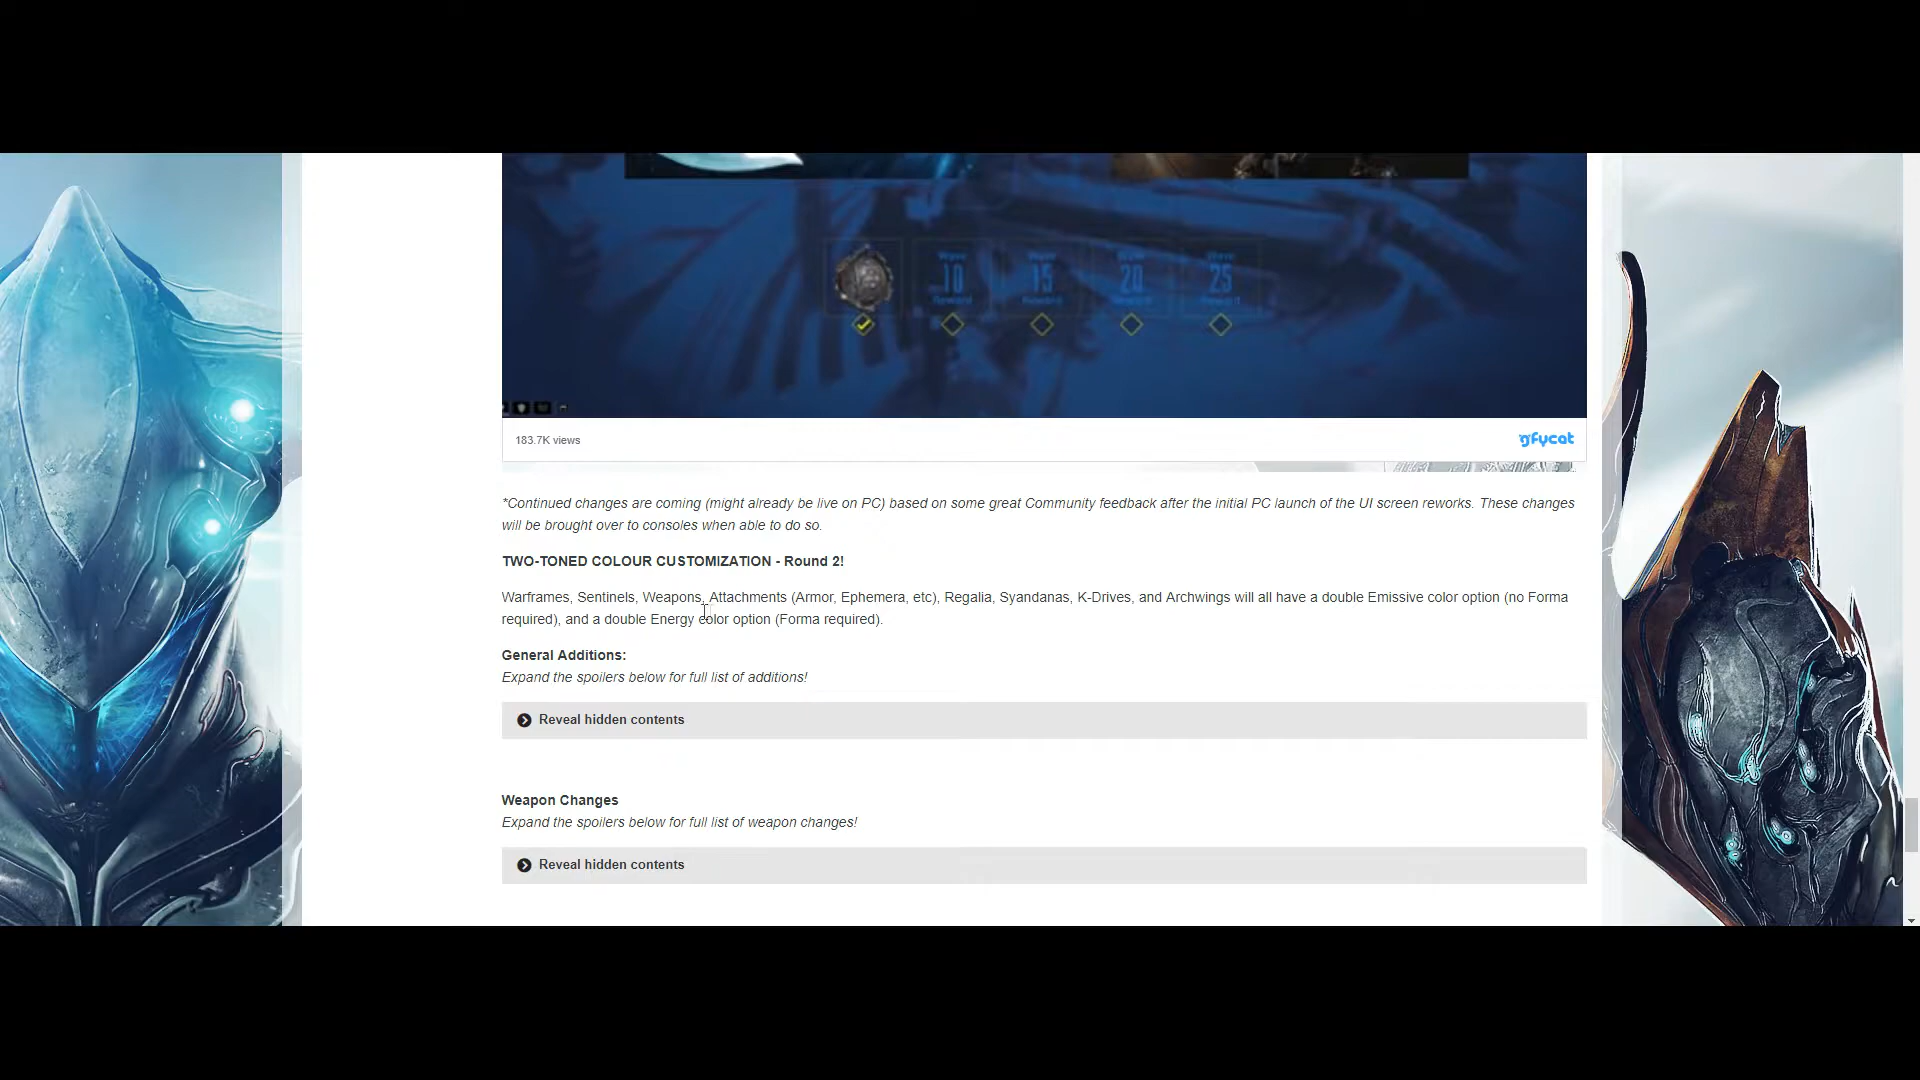 Wave Wave Wave Wave
10 15 20 25
Reward Reward Reward Reward
183.7K views gfycat
*Continued changes are coming (might already be live on PC) based on some great Community feedback after the initial PC launch of the UI screen reworks. These changes
will be brought over to consoles when able to do so.
TWO-TONED COLOUR CUSTOMIZATION - Round 2!
Warframes, Sentinels, Weapons, Attachments (Armor, Ephemera, etc), Regalia, Syandanas, K-Drives, and Archwings will all have a double Emissive color option (no Forma
required), and a double Energy color option (Forma required).
General Additions:
Expand the spoilers below for full list of additions!
Reveal hidden contents
Weapon Changes
Expand the spoilers below for full list of weapon changes!
Reveal hidden contents